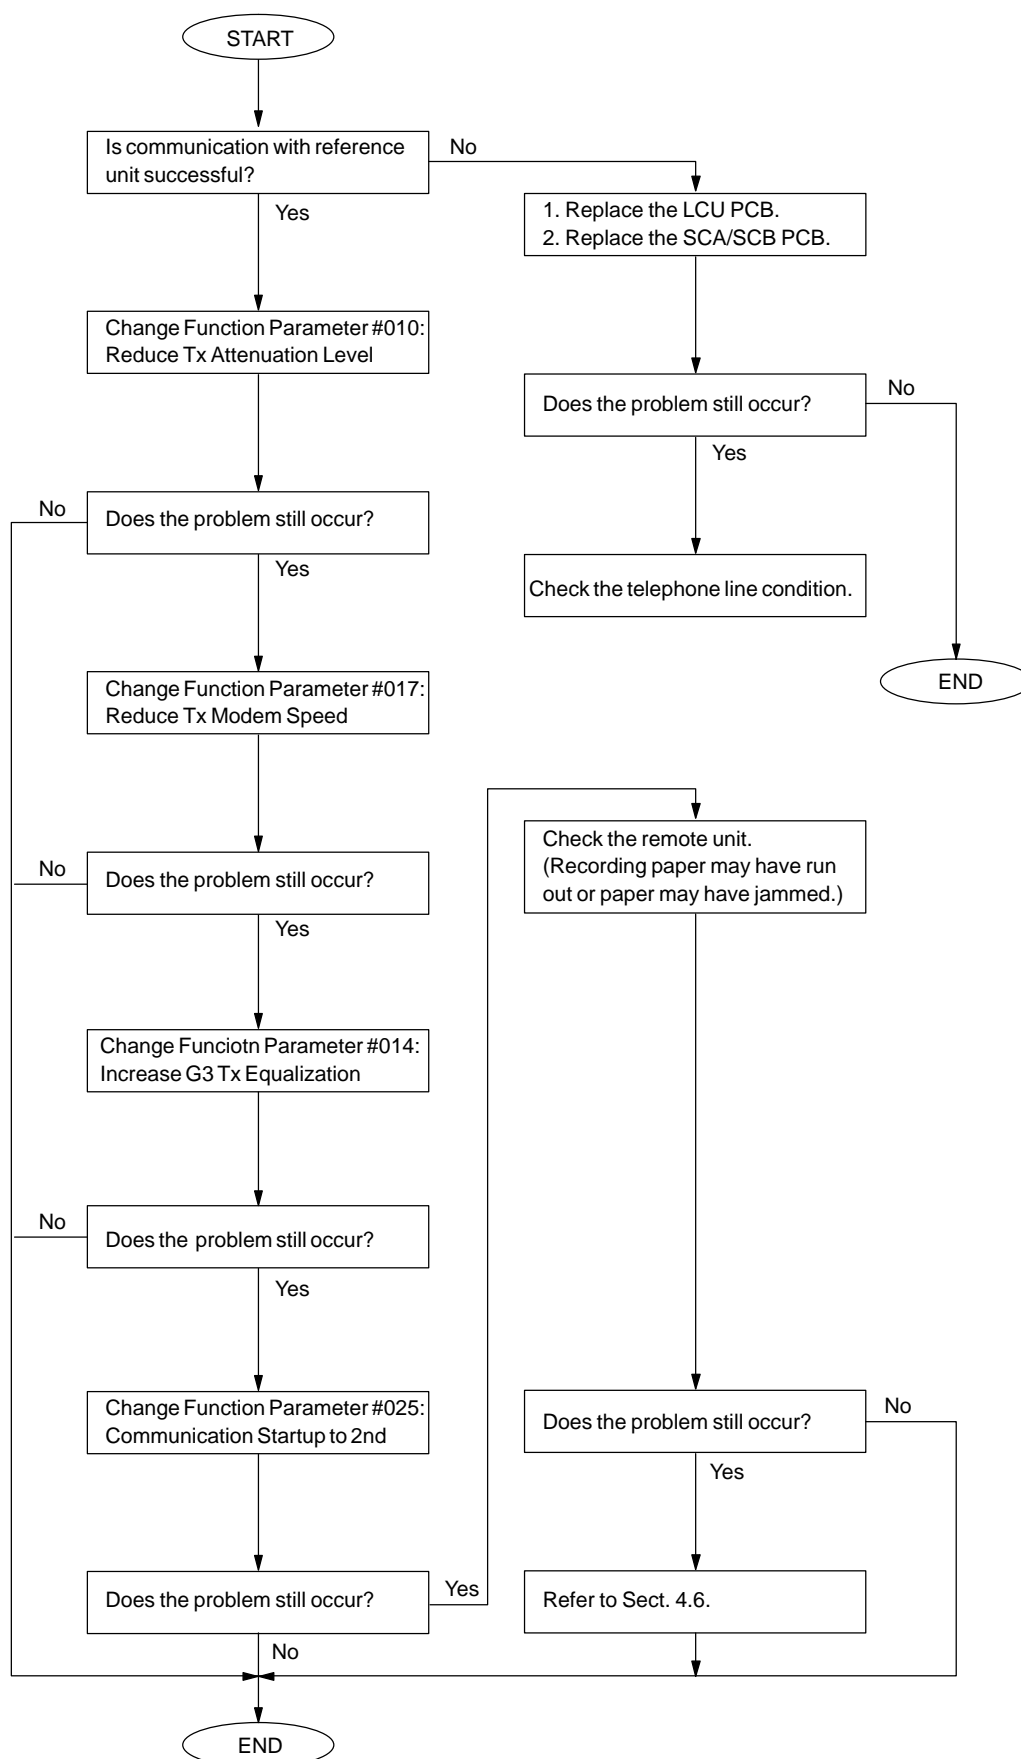 START
Is communication with reference
unit successful?
No
Yes
1. Replace the LCU PCB.
2. Replace the SCA/SCB PCB.
Change Function Parameter #010:
Reduce Tx Attenuation Level
Does the problem still occur?
No
Yes
No
Does the problem still occur?
Yes
Check the telephone line condition.
END
Change Function Parameter #017:
Reduce Tx Modem Speed
Check the remote unit.
(Recording paper may have run
out or paper may have jammed.)
No
Does the problem still occur?
Yes
Change Funciotn Parameter #014:
Increase G3 Tx Equalization
No
Does the problem still occur?
Yes
Change Function Parameter #025:
Communication Startup to 2nd
Does the problem still occur?
No
Yes
Does the problem still occur?
Yes
No
Refer to Sect. 4.6.
END